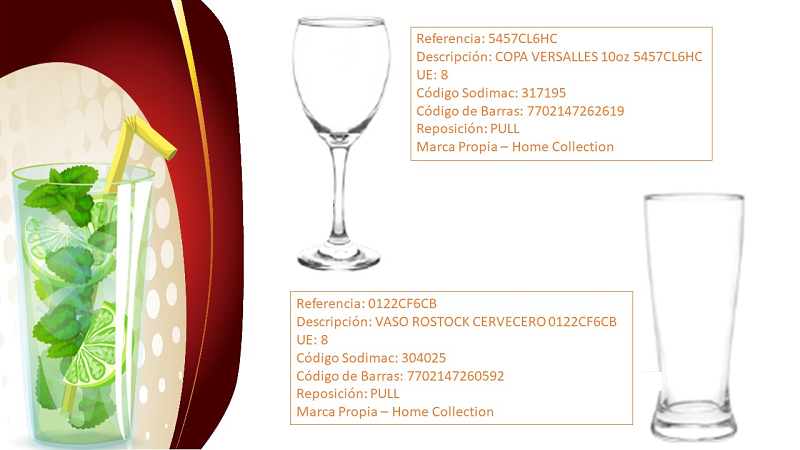 Referencia: 5457CL6HC
Descripción: COPA VERSALLES 10oz 5457CL6HC
UE: 8
Código Sodimac: 317195
Código de Barras: 7702147262619
Reposición: PULL
Marca Propia – Home Collection
Referencia: 0122CF6CB
Descripción: VASO ROSTOCK CERVECERO 0122CF6CB
UE: 8
Código Sodimac: 304025
Código de Barras: 7702147260592
Reposición: PULL
Marca Propia – Home Collection